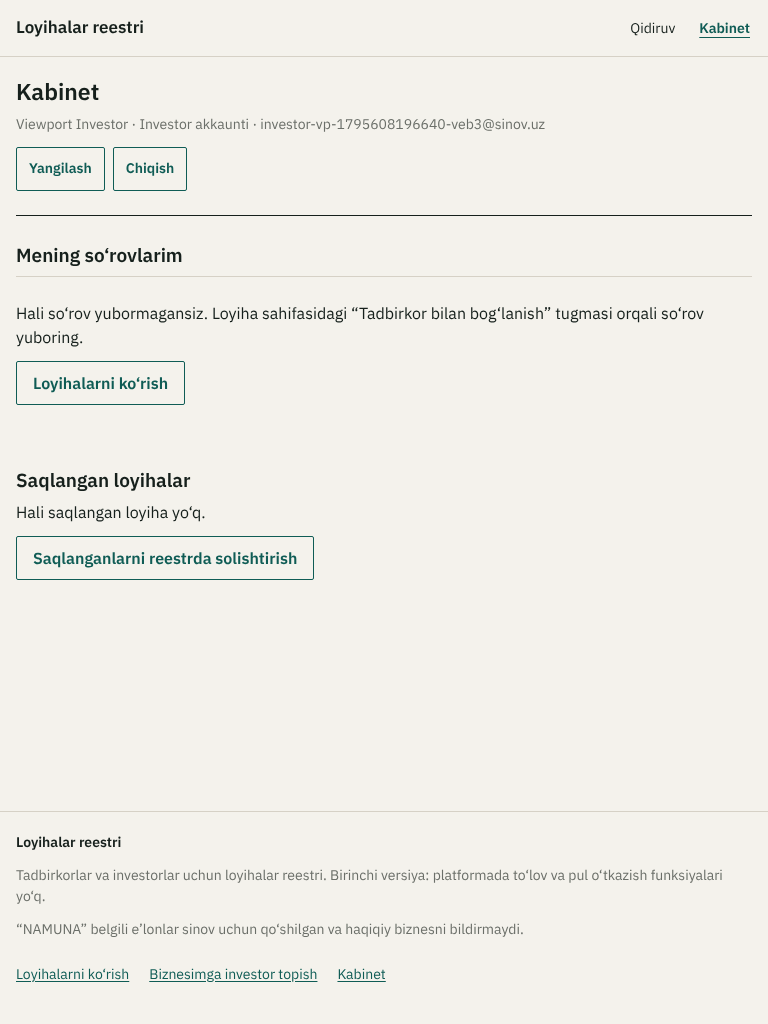 Loyihalar reestri
Qidiruv
Kabinet
Kabinet
Viewport Investor · Investor akkaunti · investor-vp-1795608196640-veb3@sinov.uz
Yangilash
Chiqish
Mening so‘rovlarim
Hali so‘rov yubormagansiz. Loyiha sahifasidagi “Tadbirkor bilan bog‘lanish” tugmasi orqali so‘rov
yuboring.
Loyihalarni ko‘rish
Saqlangan loyihalar
Hali saqlangan loyiha yo‘q.
Saqlanganlarni reestrda solishtirish
Loyihalar reestri
Tadbirkorlar va investorlar uchun loyihalar reestri. Birinchi versiya: platformada to‘lov va pul o‘tkazish funksiyalari
yo‘q.
“NAMUNA” belgili e’lonlar sinov uchun qo‘shilgan va haqiqiy biznesni bildirmaydi.
Loyihalarni ko‘rish
Biznesimga investor topish
Kabinet